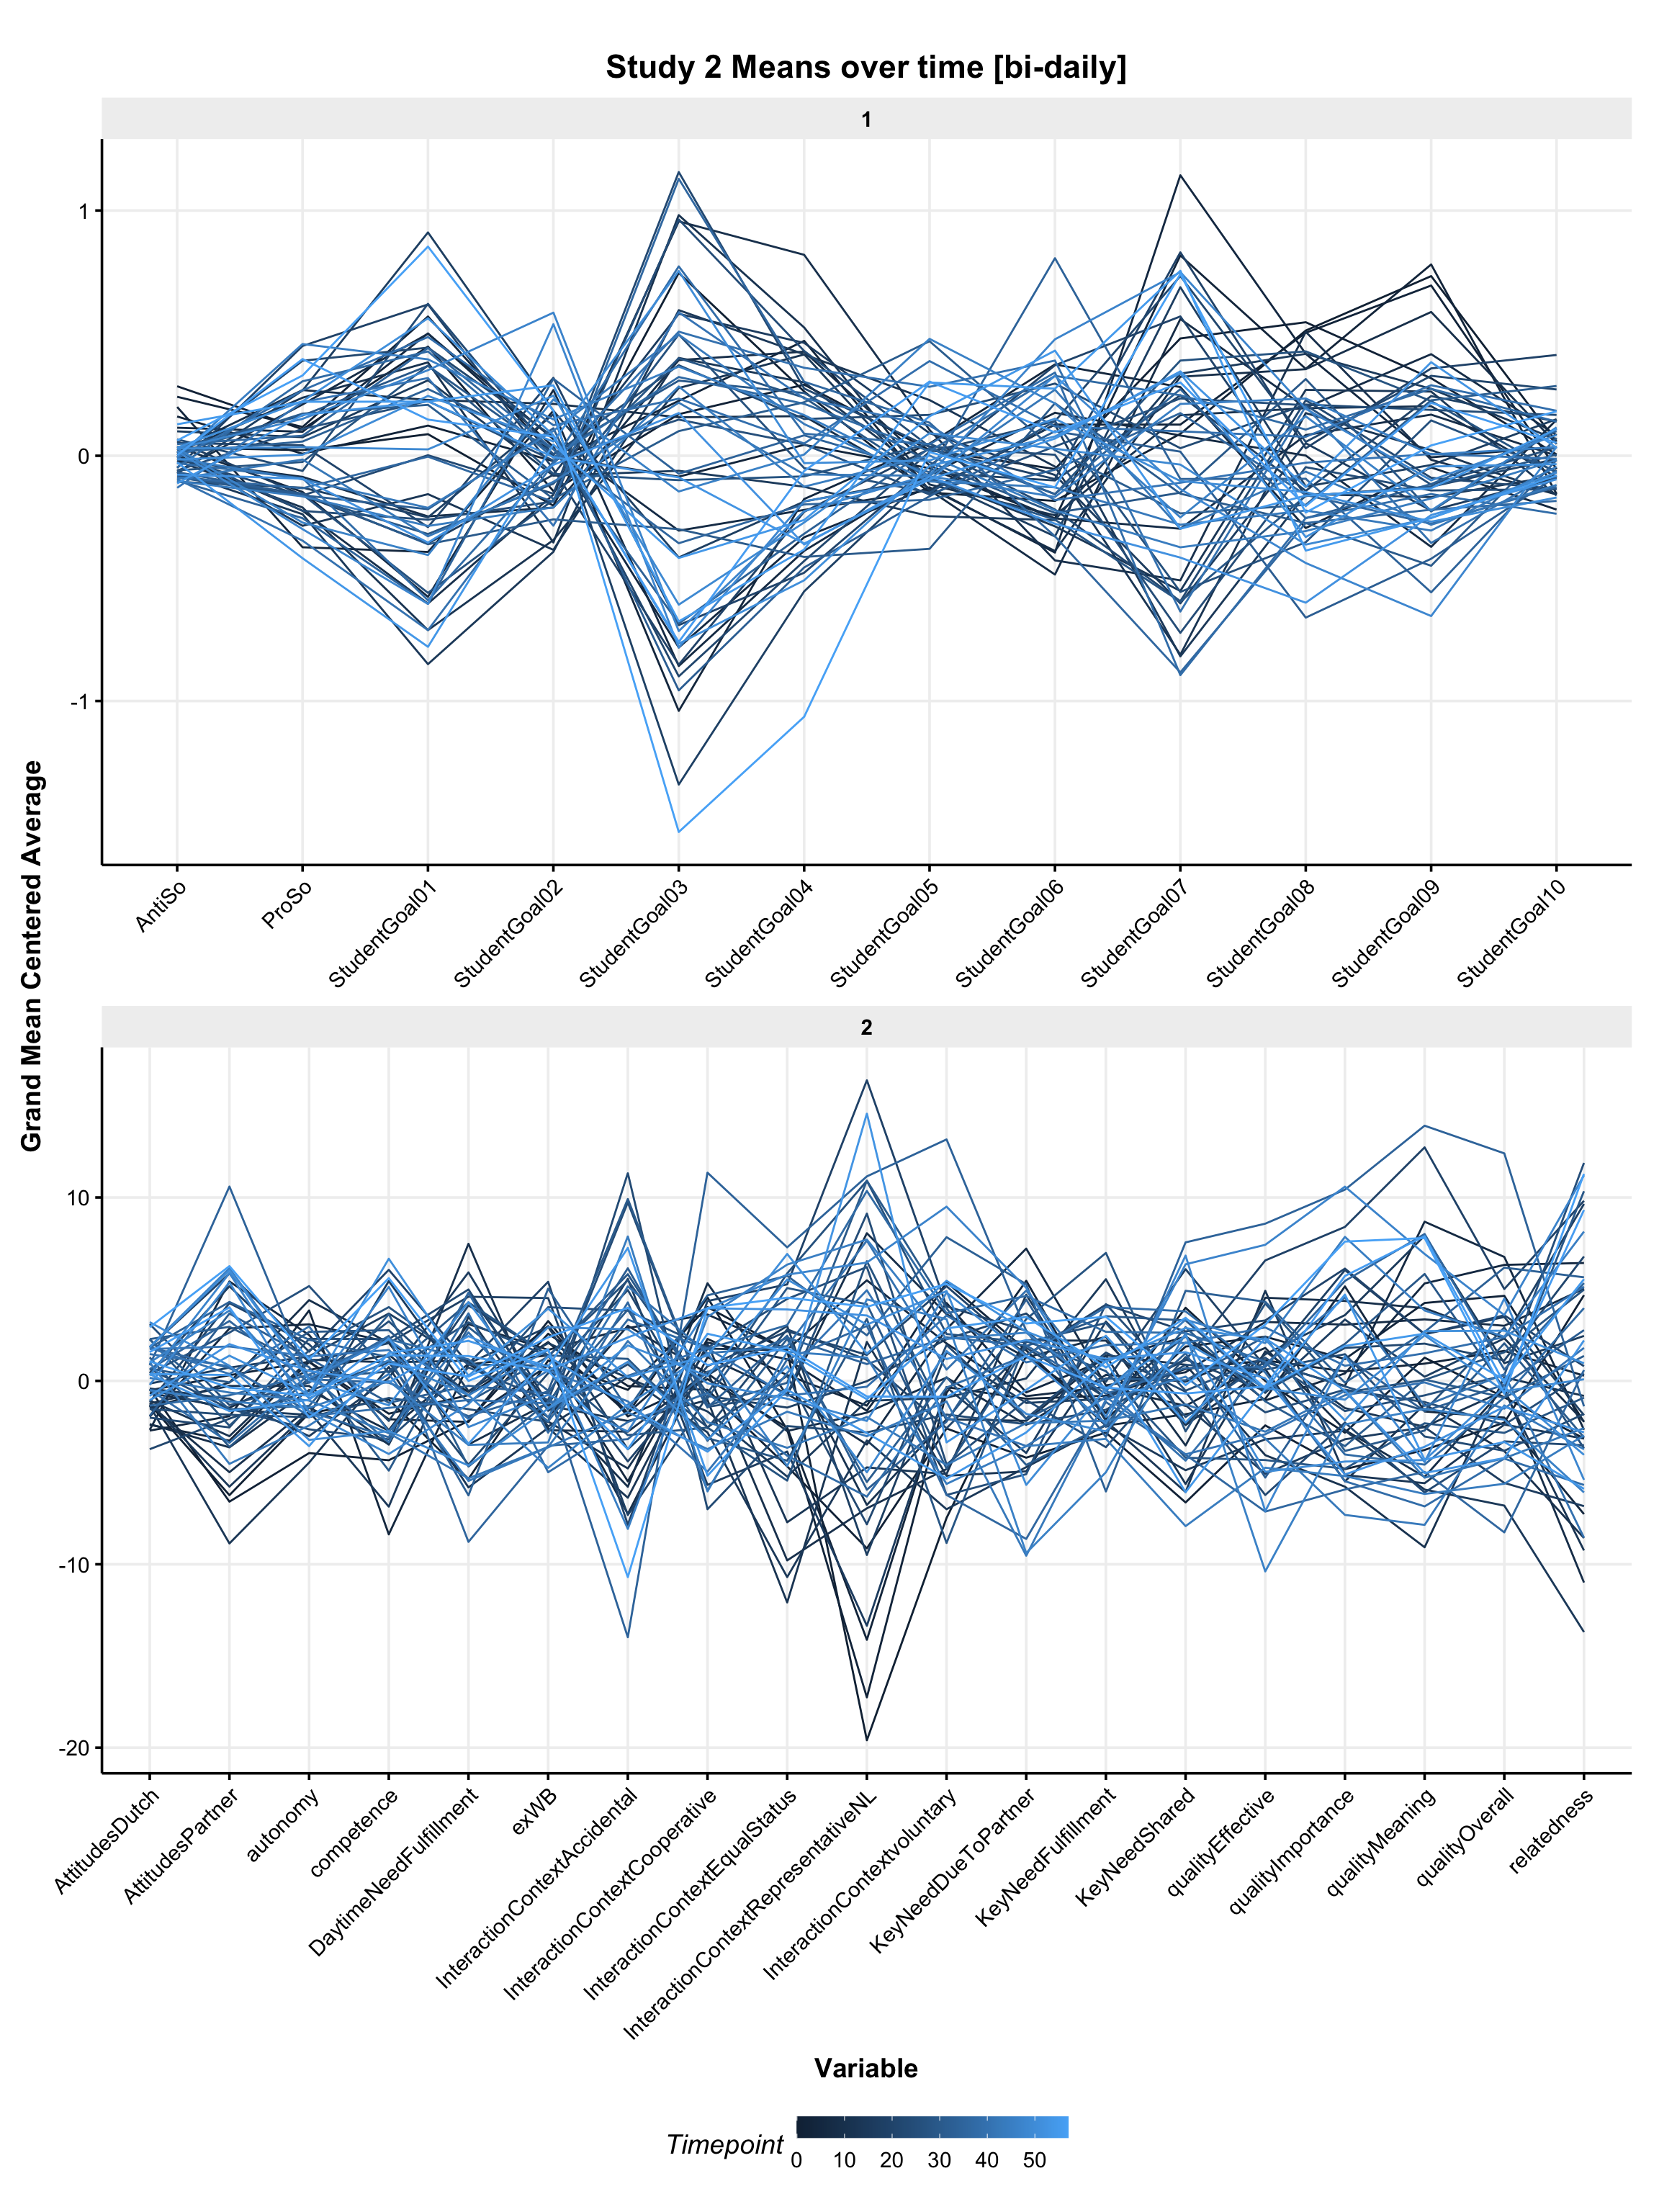 Study 2 Means over time [bi-daily]
1
1
0
-1
AntiSo
ProSo
StudentGoal01
StudentGoal02
StudentGoal03
StudentGoal04
StudentGoal05
StudentGoal06
StudentGoal07
StudentGoal08
StudentGoal09
StudentGoal10
Grand Mean Centered Average
2
10
0
-10
-20
AttitudesDutch
AttitudesPartner
autonomy
competence
DaytimeNeedFulfillment
exWB
InteractionContextAccidental
InteractionContextCooperative
InteractionContextEqualStatus
InteractionContextRepresentativeNL
InteractionContextvoluntary
KeyNeedDueToPartner
KeyNeedFulfillment
KeyNeedShared
qualityEffective
qualityImportance
qualityMeaning
qualityOverall
relatedness
Variable
Timepoint
0 10 20 30 40 50